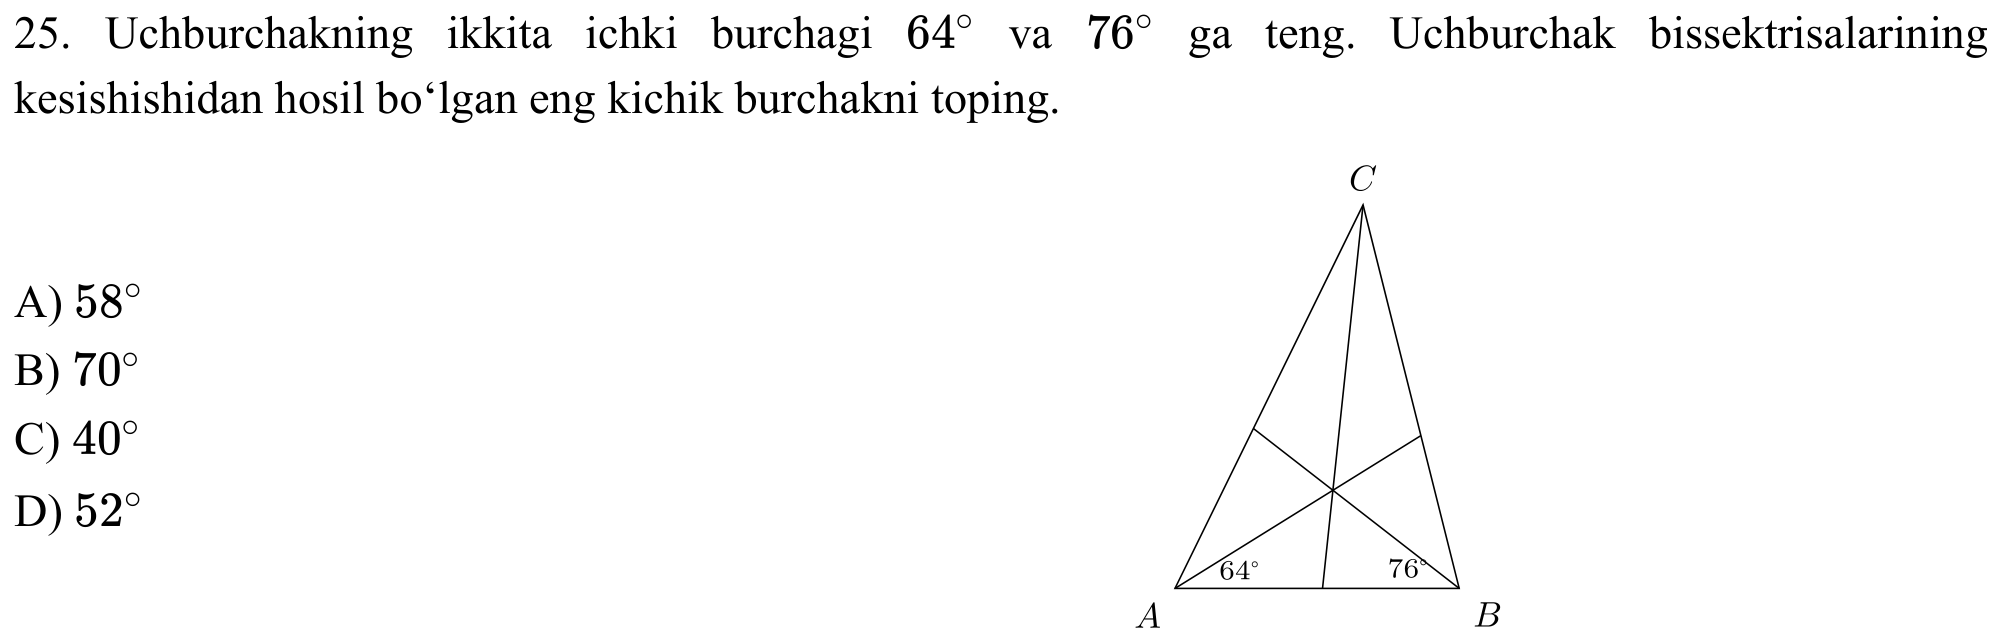 25. Uchburchakning ikkita ichki burchagi 64° va 76° ga teng. Uchburchak bissektrisalarining
kesishishidan hosil bo‘lgan eng kichik burchakni toping.
A) 58°
B) 70°
C) 40°
D) 52°
C
64°
76°
A
B